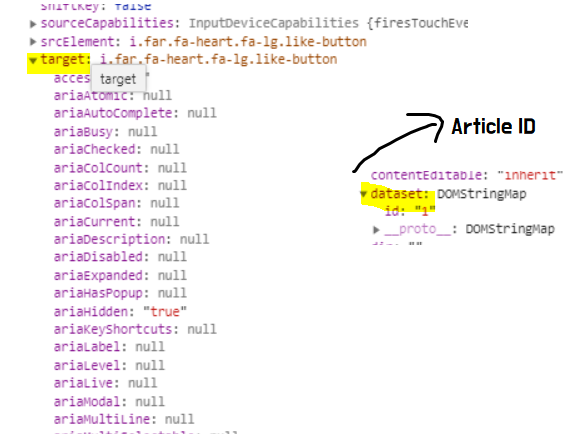 shiftKey: false
▶ sourceCapabilities: InputDeviceCapabilities {firesTouchEve
▶ srcElement: i.far.fa-heart.fa-lg.like-button
▼ target: i.far.fa-heart.fa-lg.like-button
acces "
target
ariaAtomic: null
ariaAutoComplete: null
ariaBusy: null
ariaChecked: null
ariaColCount: null
ariaColIndex: null
ariaColSpan: null
ariaCurrent: null
ariaDescription: null
ariaDisabled: null
ariaExpanded: null
ariaHasPopup: null
ariaHidden: "true"
ariaKeyShortcuts: null
ariaLabel: null
ariaLevel: null
ariaLive: null
ariaModal: null
ariaMultiLine: null
Article ID
contentEditable: "inherit"
▼ dataset: DOMStringMap
id: "1"
▶ __proto__: DOMStringMap
dir: ""